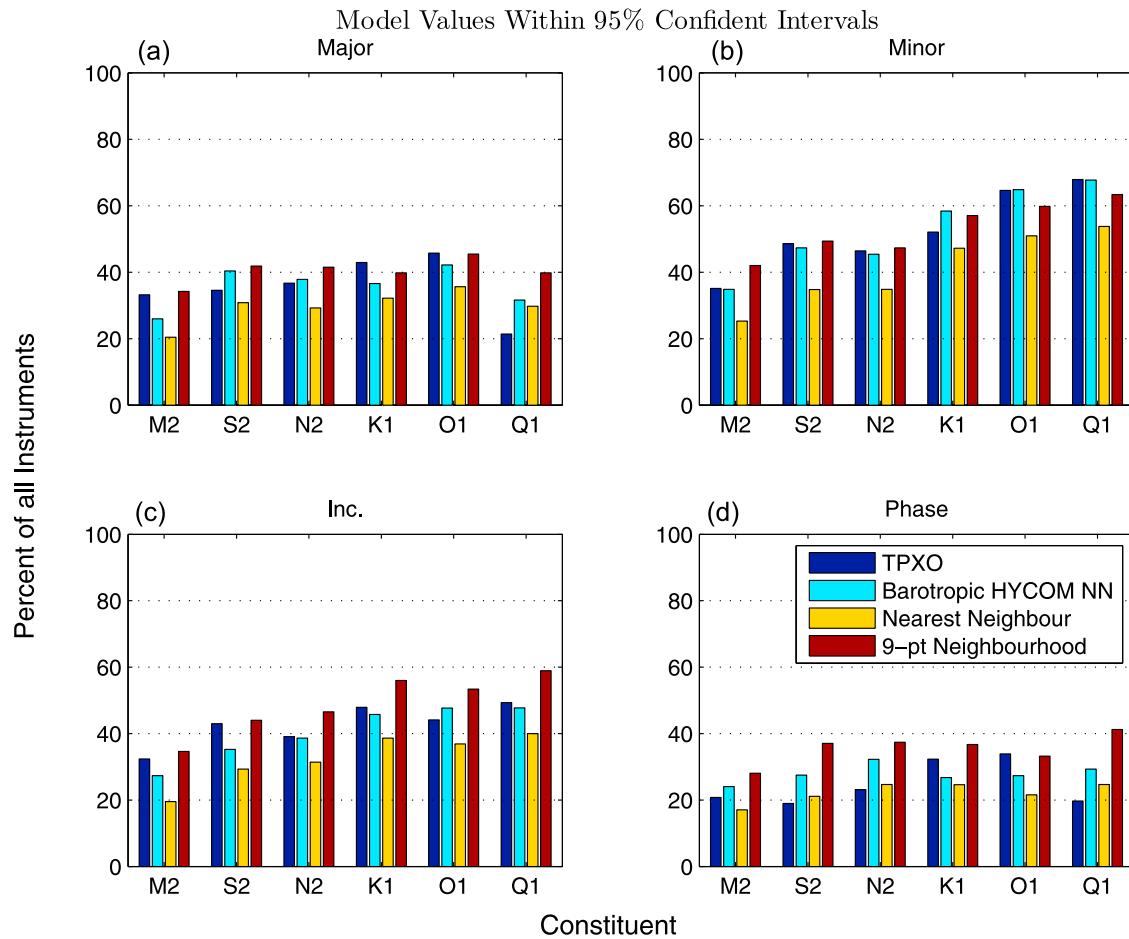 Model Values Within 95% Confident Intervals
(a)
Major
100
80
60
40
20
0
M2 S2 N2 K1 O1 Q1
(b)
Minor
100
80
60
40
20
0
M2 S2 N2 K1 O1 Q1
Percent of all Instruments
(c)
Inc.
100
80
60
40
20
0
M2 S2 N2 K1 O1 Q1
(d)
Phase
100
80
60
40
20
0
TPXO
Barotropic HYCOM NN
Nearest Neighbour
9−pt Neighbourhood
M2 S2 N2 K1 O1 Q1
Constituent